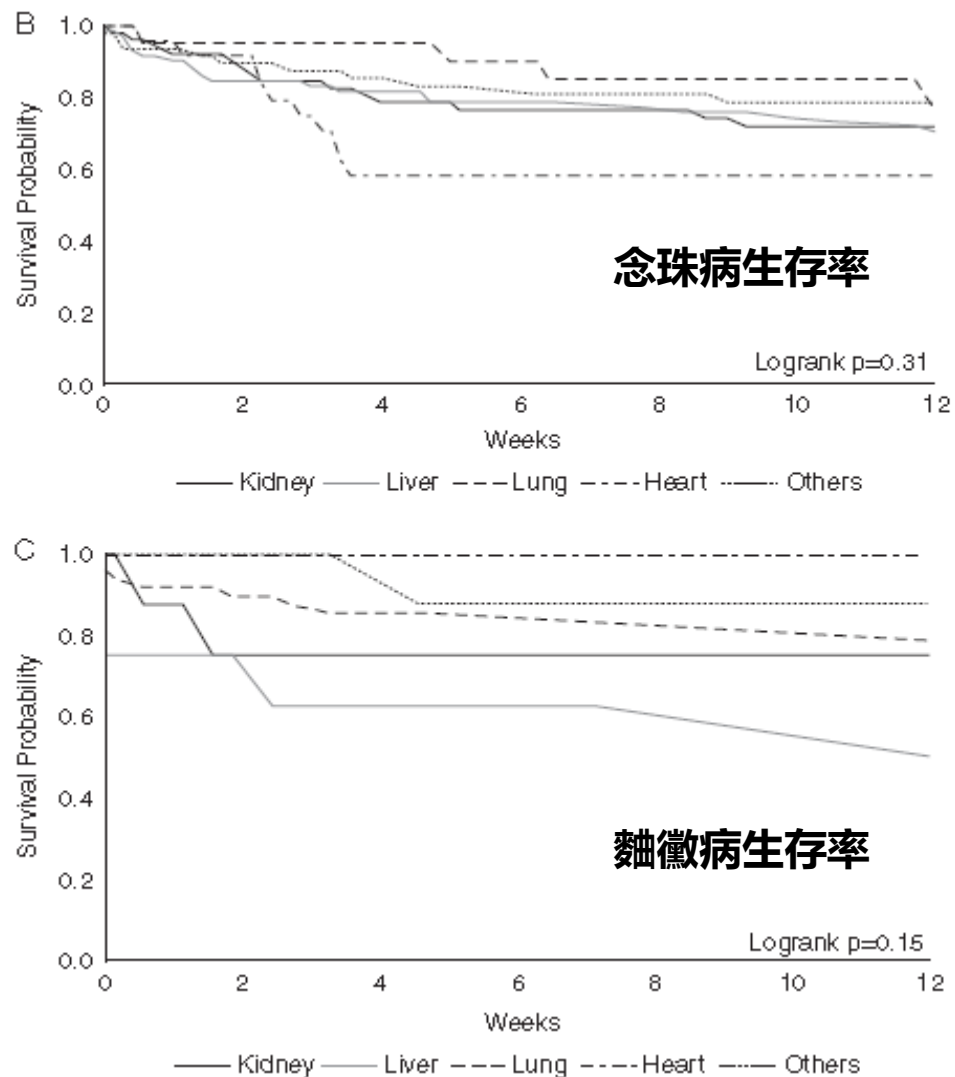 B
1.0
0.8
0.6
0.4
0.2
0.0
Survival Probability
念珠病生存率
Logrank p=0.31
0 2 4 6 8 10 12
Weeks
Kidney Liver Lung Heart Others
C
1.0
0.8
0.6
0.4
0.2
0.0
Survival Probability
麯黴病生存率
Logrank p=0.15
0 2 4 6 8 10 12
Weeks
Kidney Liver Lung Heart Others